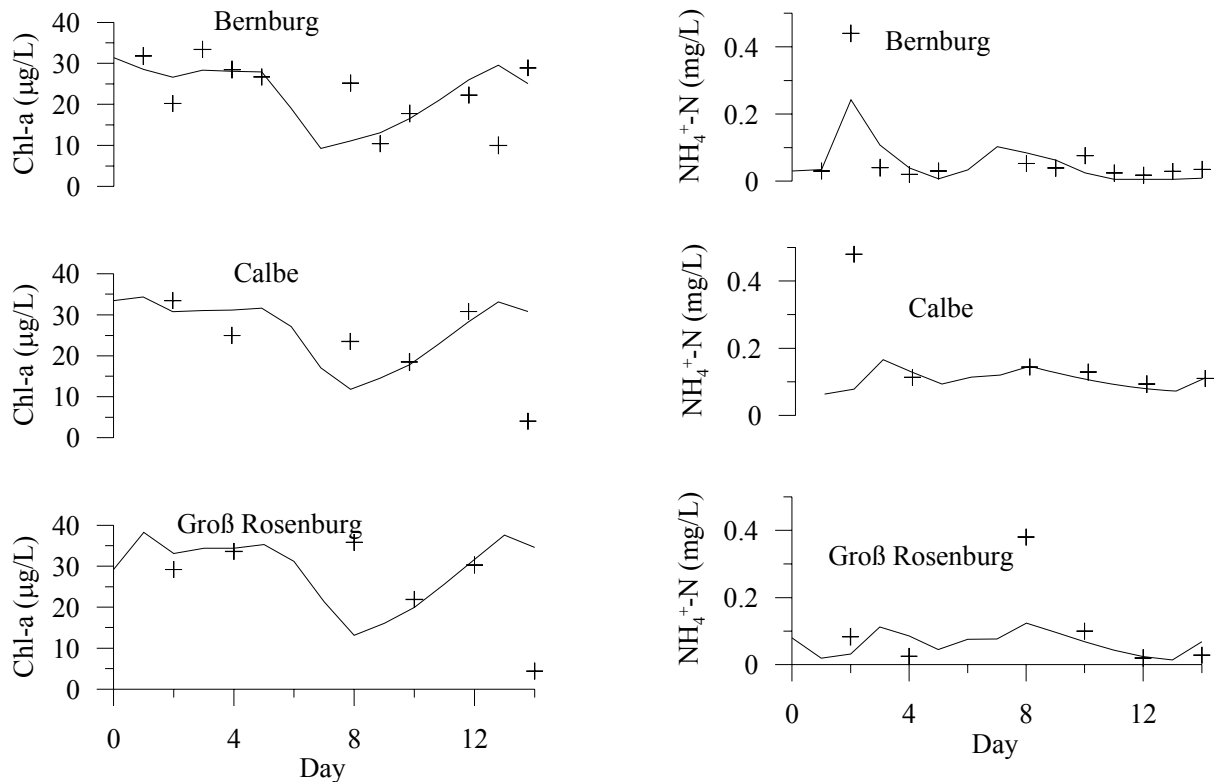 Bernburg
Chl-a (µg/L)
40
30
20
10
0
Calbe
Chl-a (µg/L)
40
30
20
10
0
Groß Rosenburg
Chl-a (µg/L)
40
30
20
10
0
0 4 8 12
Day
Bernburg
NH₄⁺-N (mg/L)
0.4
0.2
0
Calbe
NH₄⁺-N (mg/L)
0.4
0.2
0
Groß Rosenburg
NH₄⁺-N (mg/L)
0.4
0.2
0
0 4 8 12
Day